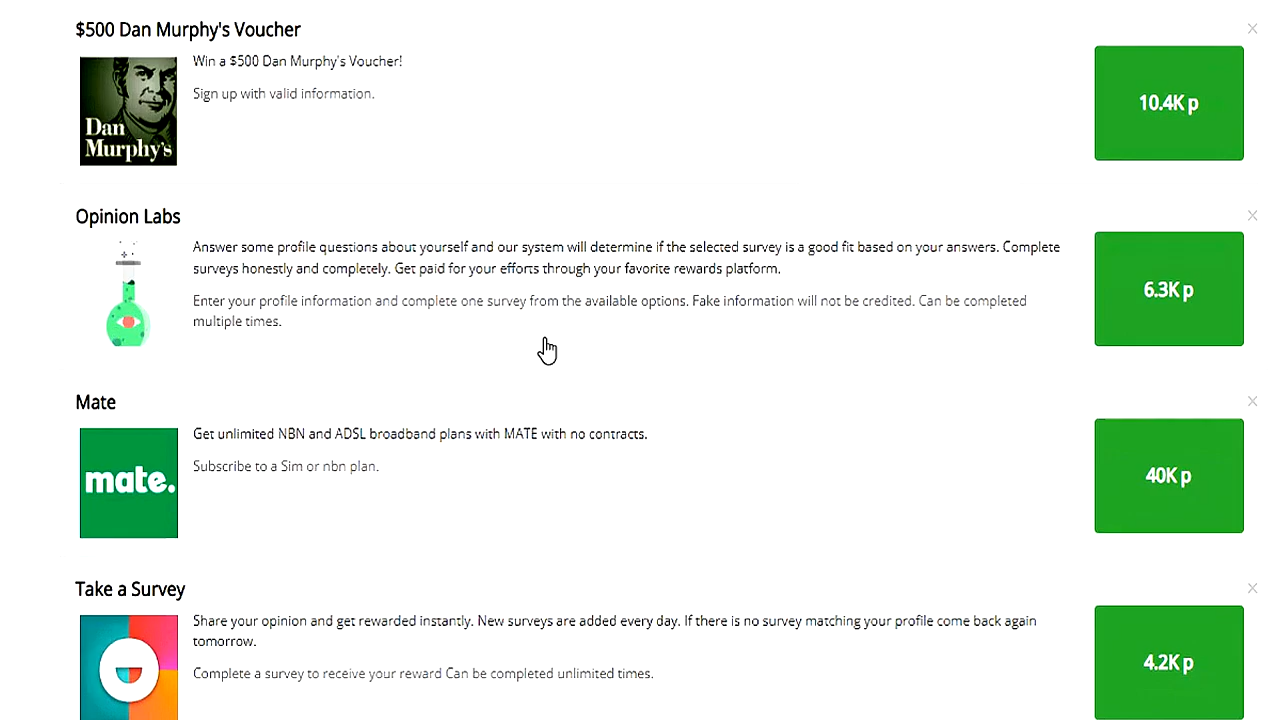 $500 Dan Murphy's Voucher
Win a $500 Dan Murphy's Voucher!
Sign up with valid information.
Dan
Murphy's
10.4K p
Opinion Labs
Answer some profile questions about yourself and our system will determine if the selected survey is a good fit based on your answers. Complete
surveys honestly and completely. Get paid for your efforts through your favorite rewards platform.
Enter your profile information and complete one survey from the available options. Fake information will not be credited. Can be completed
multiple times.
6.3K p
Mate
Get unlimited NBN and ADSL broadband plans with MATE with no contracts.
Subscribe to a Sim or nbn plan.
mate.
40K p
Take a Survey
Share your opinion and get rewarded instantly. New surveys are added every day. If there is no survey matching your profile come back again
tomorrow.
Complete a survey to receive your reward Can be completed unlimited times.
4.2K p